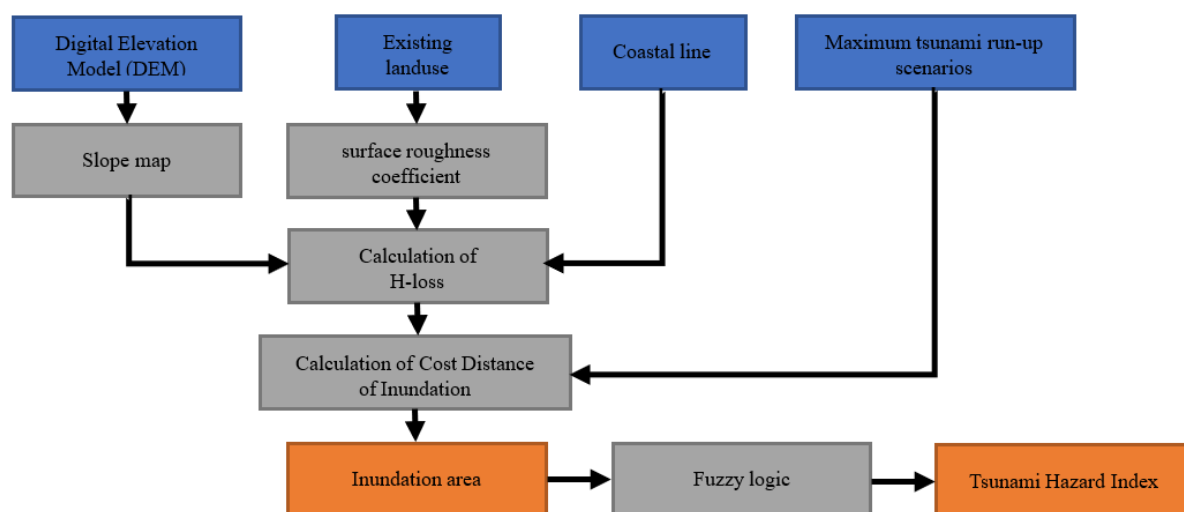 Digital Elevation
Model (DEM)
Existing
landuse
Coastal line
Maximum tsunami run-up
scenarios
Slope map
surface roughness
coefficient
Calculation of
H-loss
Calculation of Cost Distance
of Inundation
Inundation area
Fuzzy logic
Tsunami Hazard Index